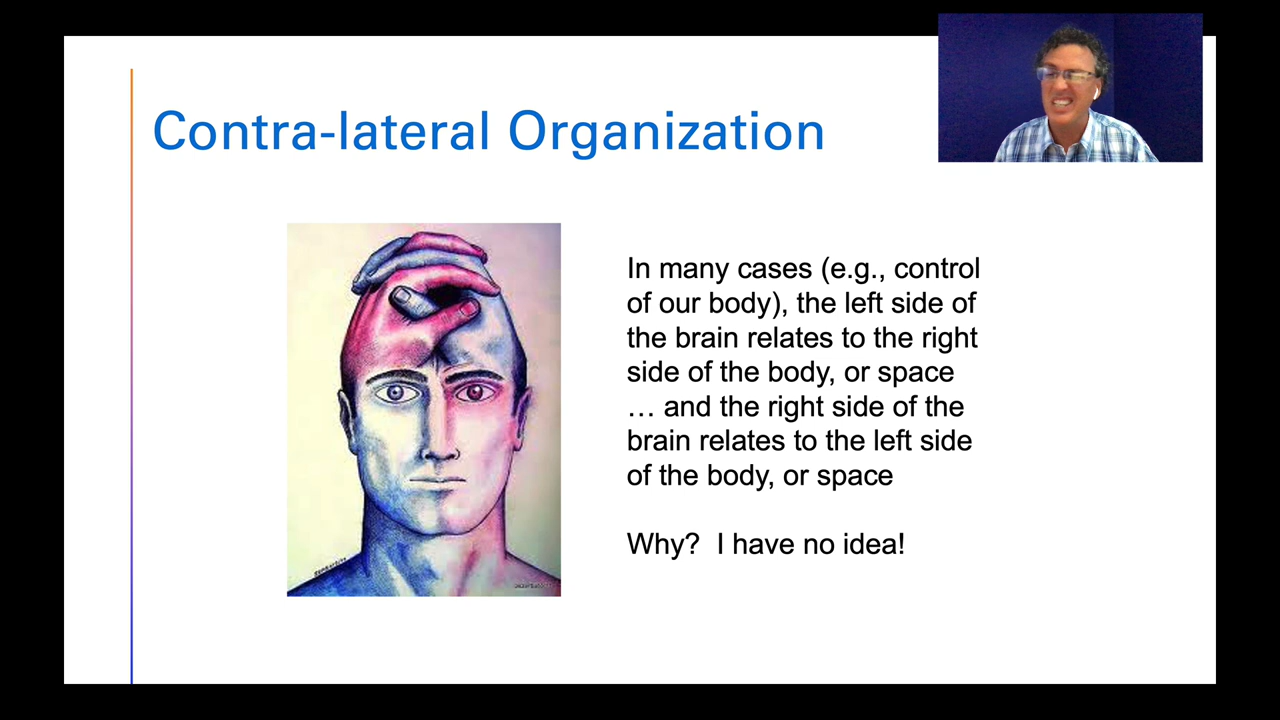 Contra-lateral Organization
In many cases (e.g., control
of our body), the left side of
the brain relates to the right
side of the body, or space
… and the right side of the
brain relates to the left side
of the body, or space
Why?  I have no idea!